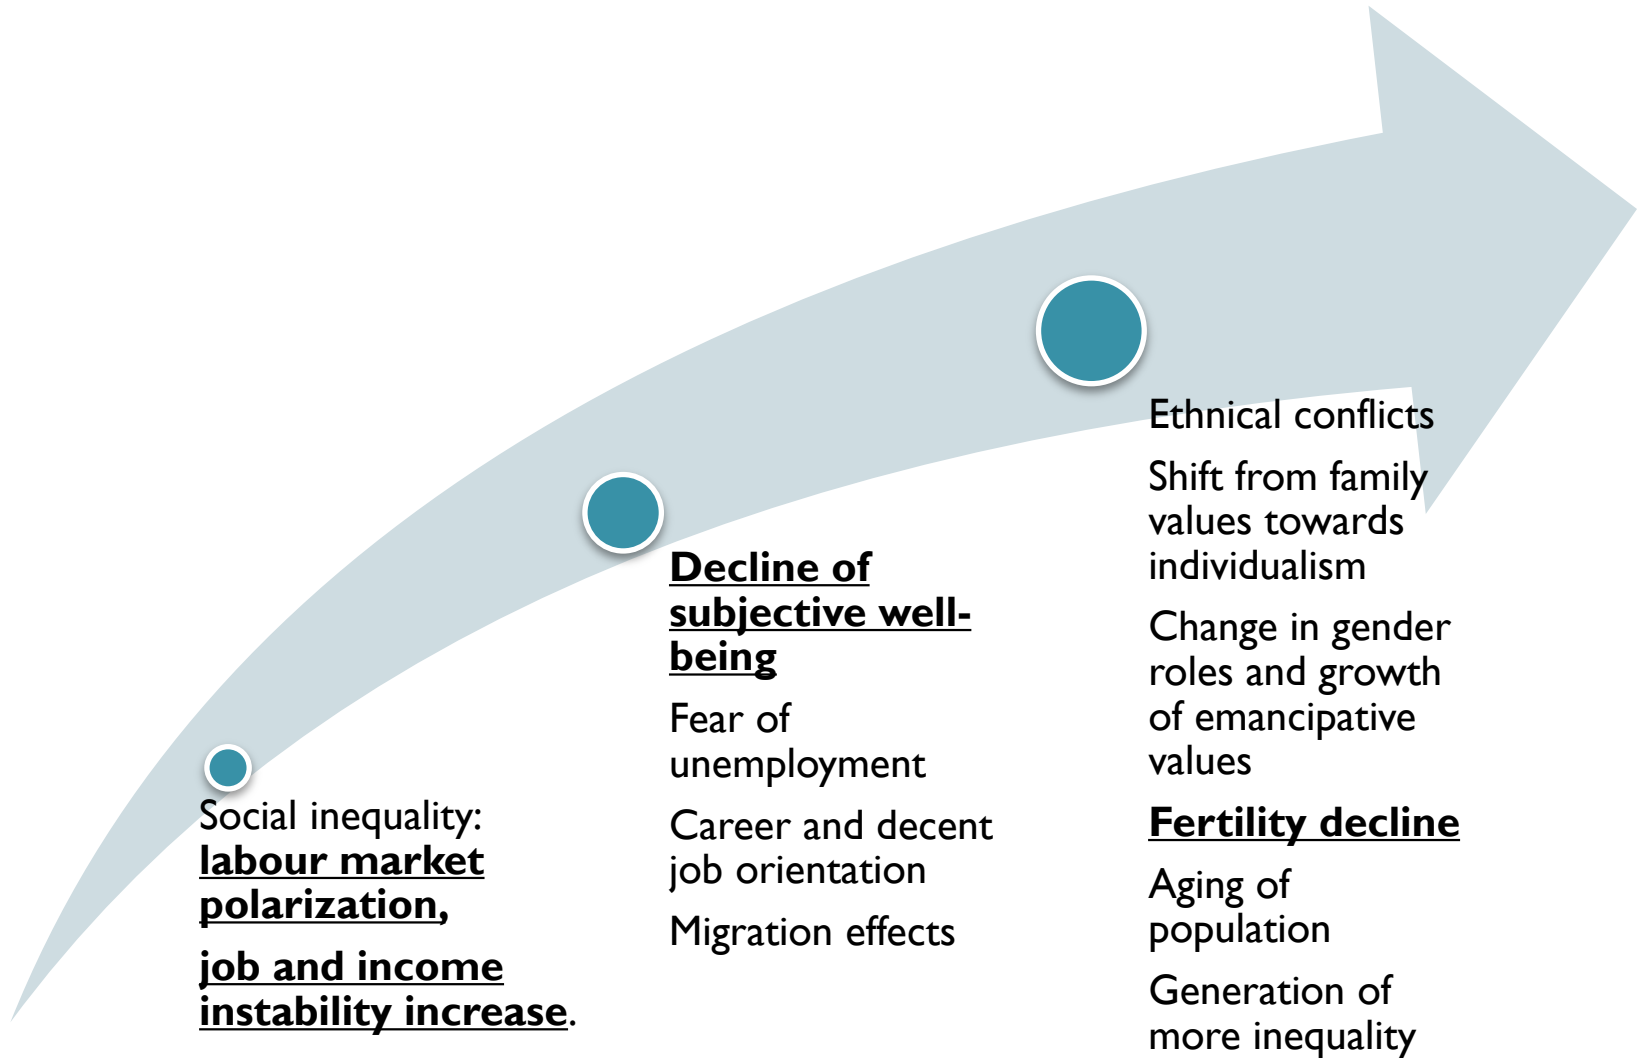 Social inequality:
labour market
polarization,
job and income
instability increase.
Decline of
subjective well-
being
Fear of
unemployment
Career and decent
job orientation
Migration effects
Ethnical conflicts
Shift from family
values towards
individualism
Change in gender
roles and growth
of emancipative
values
Fertility decline
Aging of
population
Generation of
more inequality